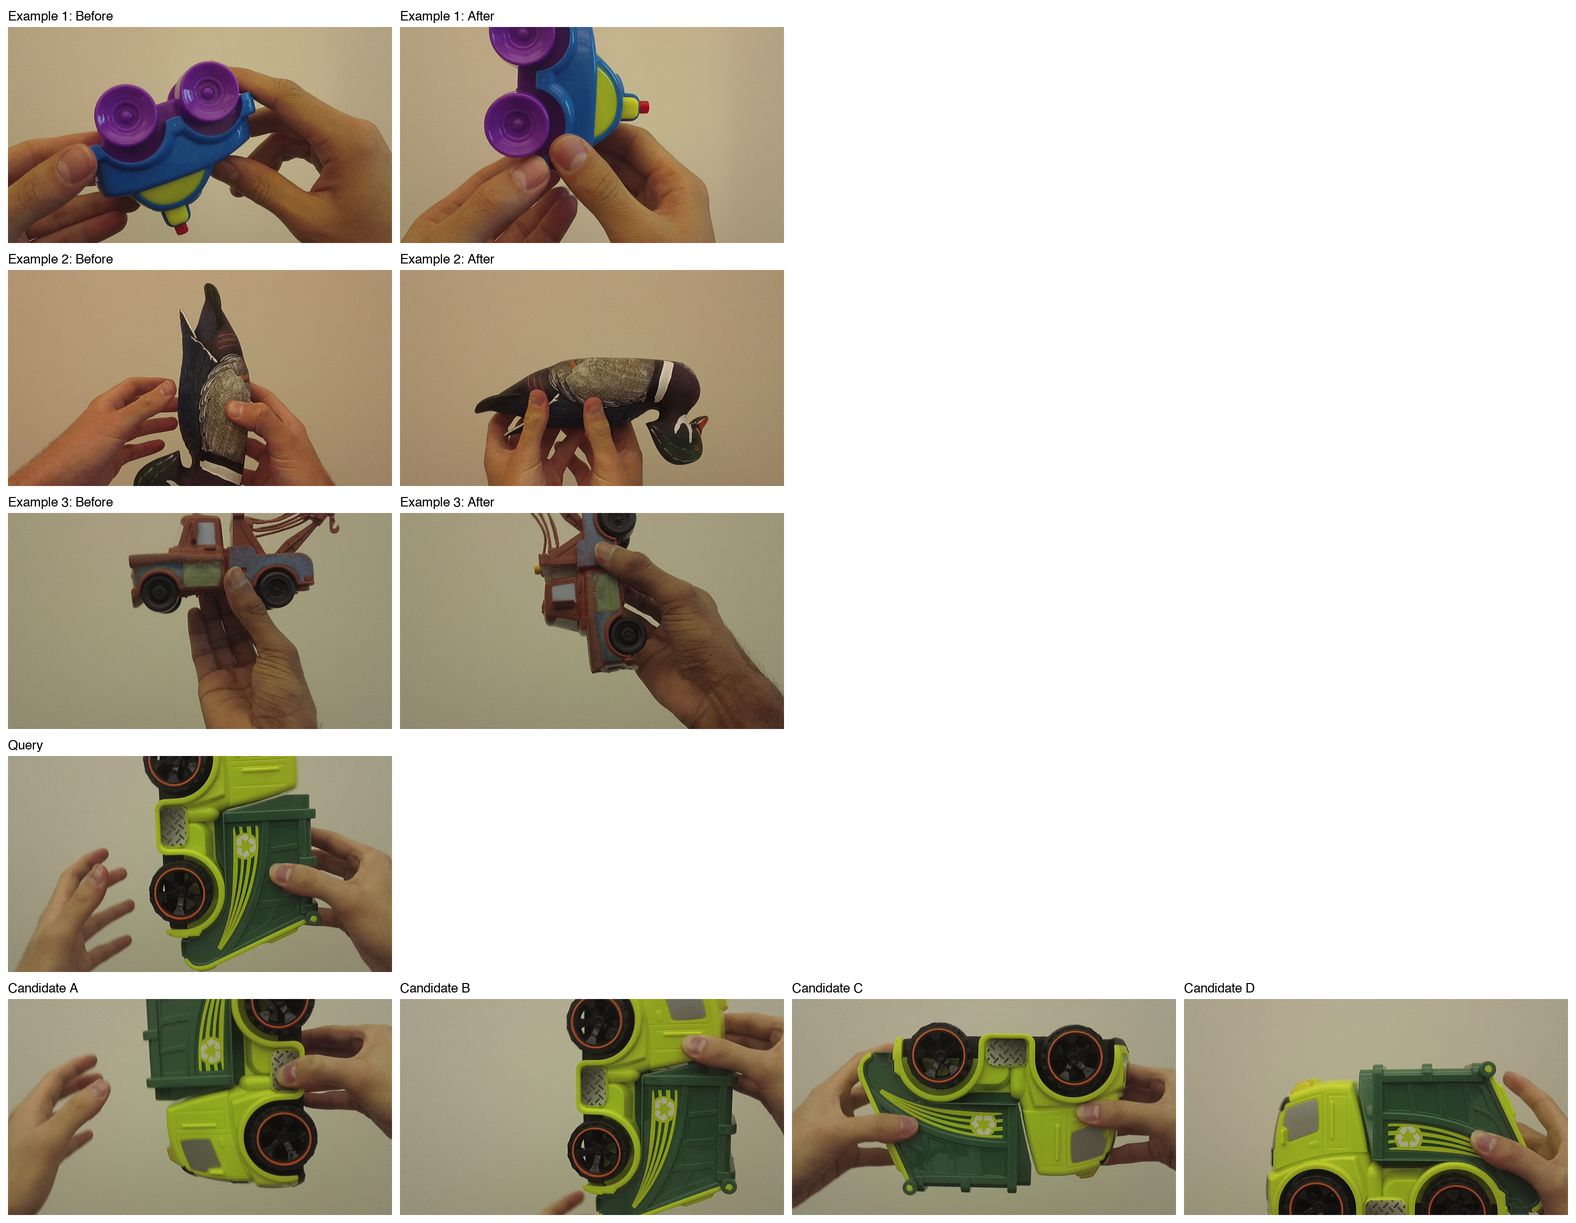 Example 1: Before
Example 1: After
Example 2: Before
Example 2: After
Example 3: Before
Example 3: After
Query
Candidate A
Candidate B
Candidate C
Candidate D